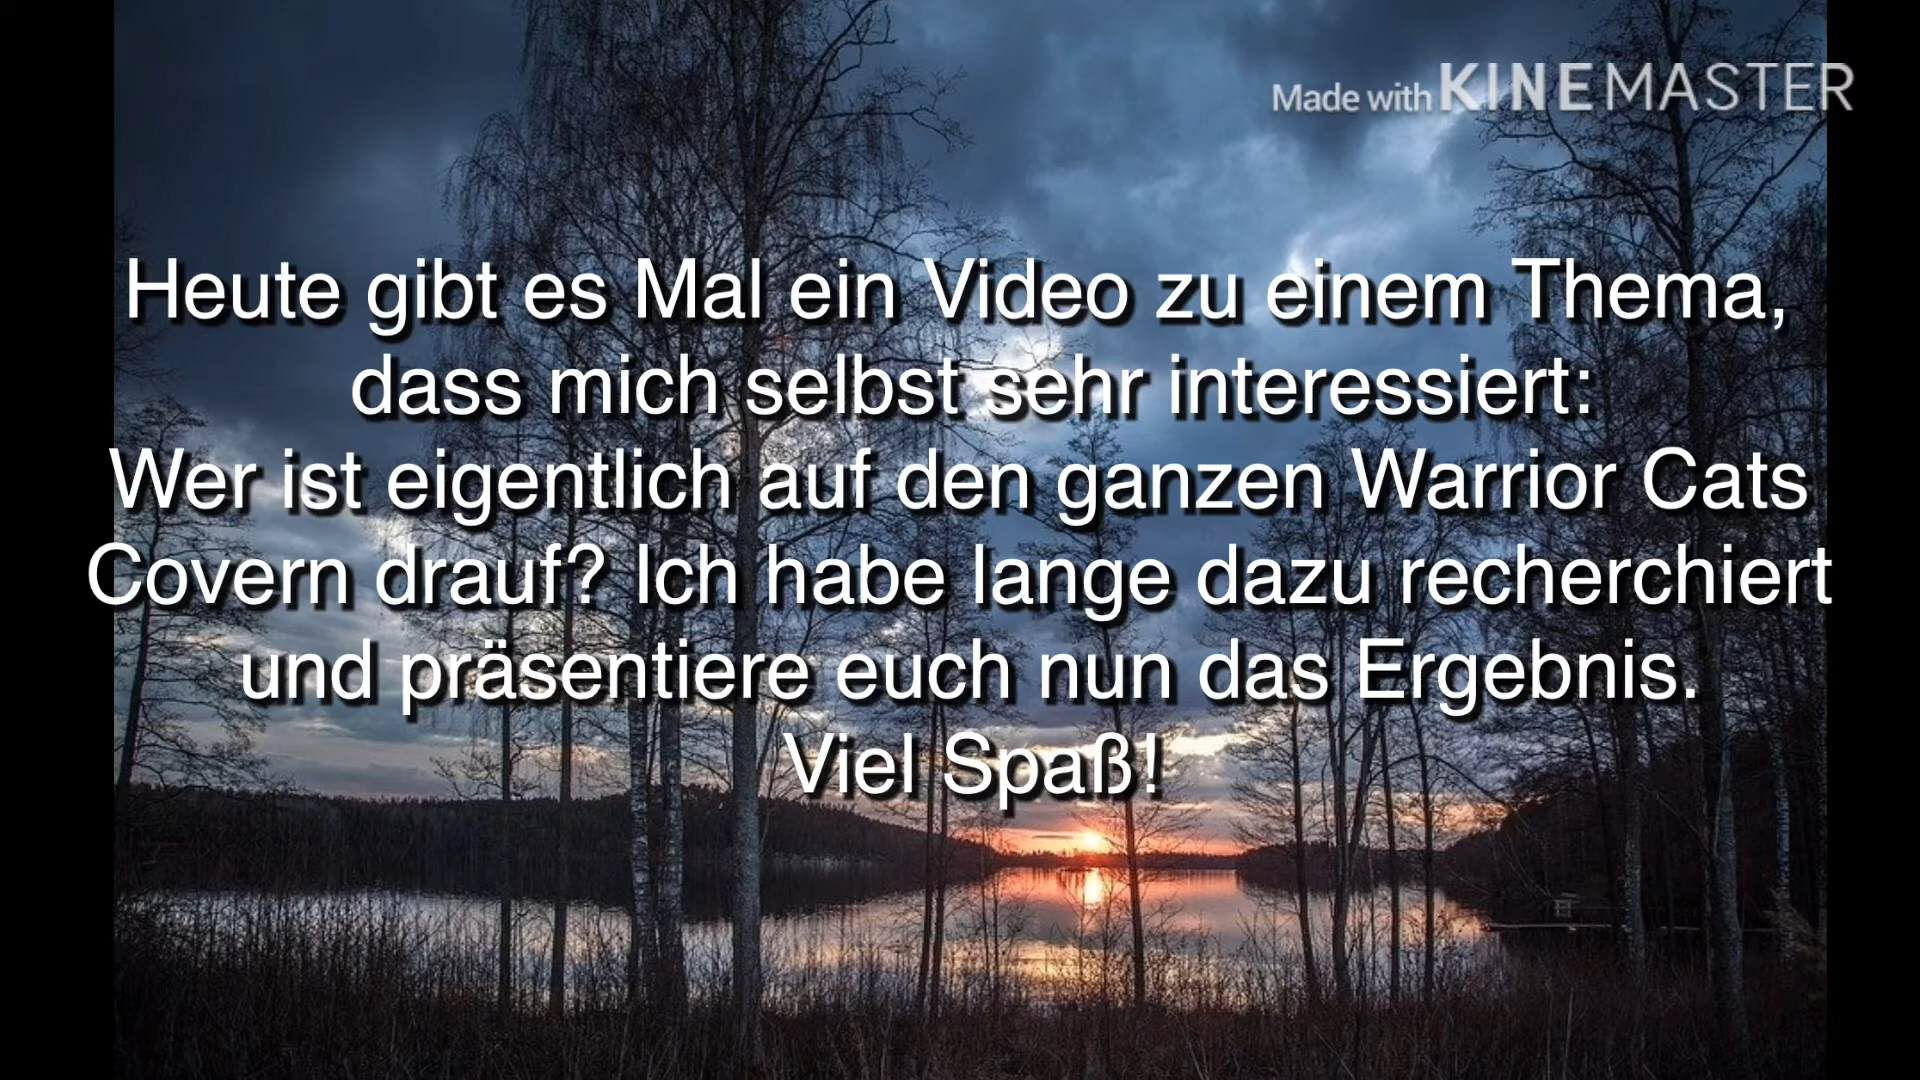 Made with KINEMASTER
Heute gibt es Mal ein Video zu einem Thema,
dass mich selbst sehr interessiert:
Wer ist eigentlich auf den ganzen Warrior Cats
Covern drauf? Ich habe lange dazu recherchiert
und präsentiere euch nun das Ergebnis.
Viel Spaß!